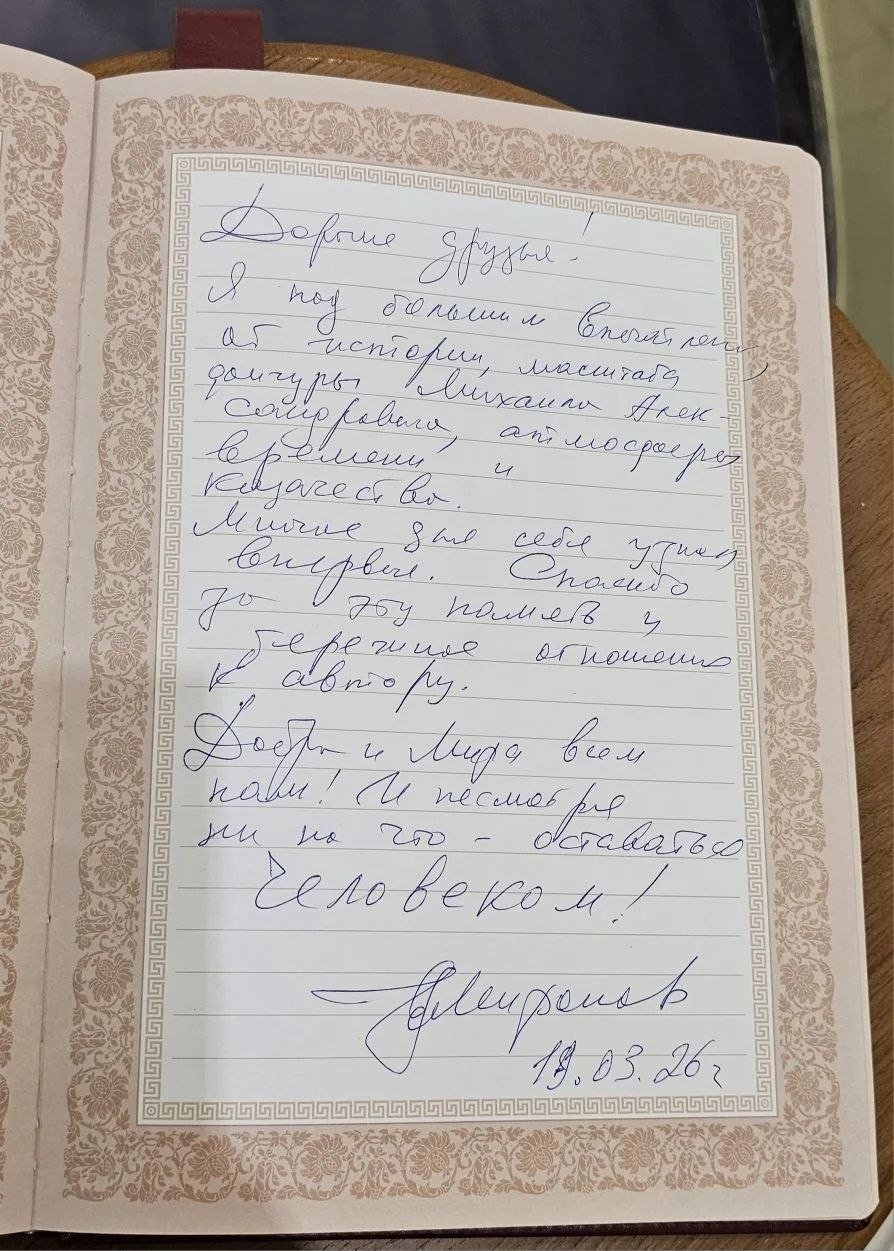 Дорогие друзья!
Я под большим впечатлением
от истории, масштаба
фигуры Михаила Алек-
сандровича, атмосферы
времени и
казачества.
Многое для себя узнал
впервые. Спасибо
за эту память и
бережное отношение
к автору.
Добра и Мира всем
нам! И несмотря
ни на что - оставаться
Человеком!
Миронов
.03.26г